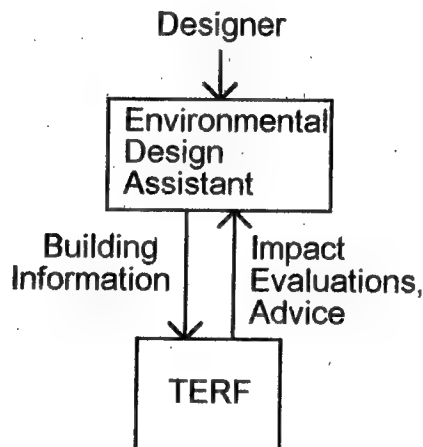 Designer
Environmental
Design
Assistant
Building
Information
Impact
Evaluations,
Advice
TERF